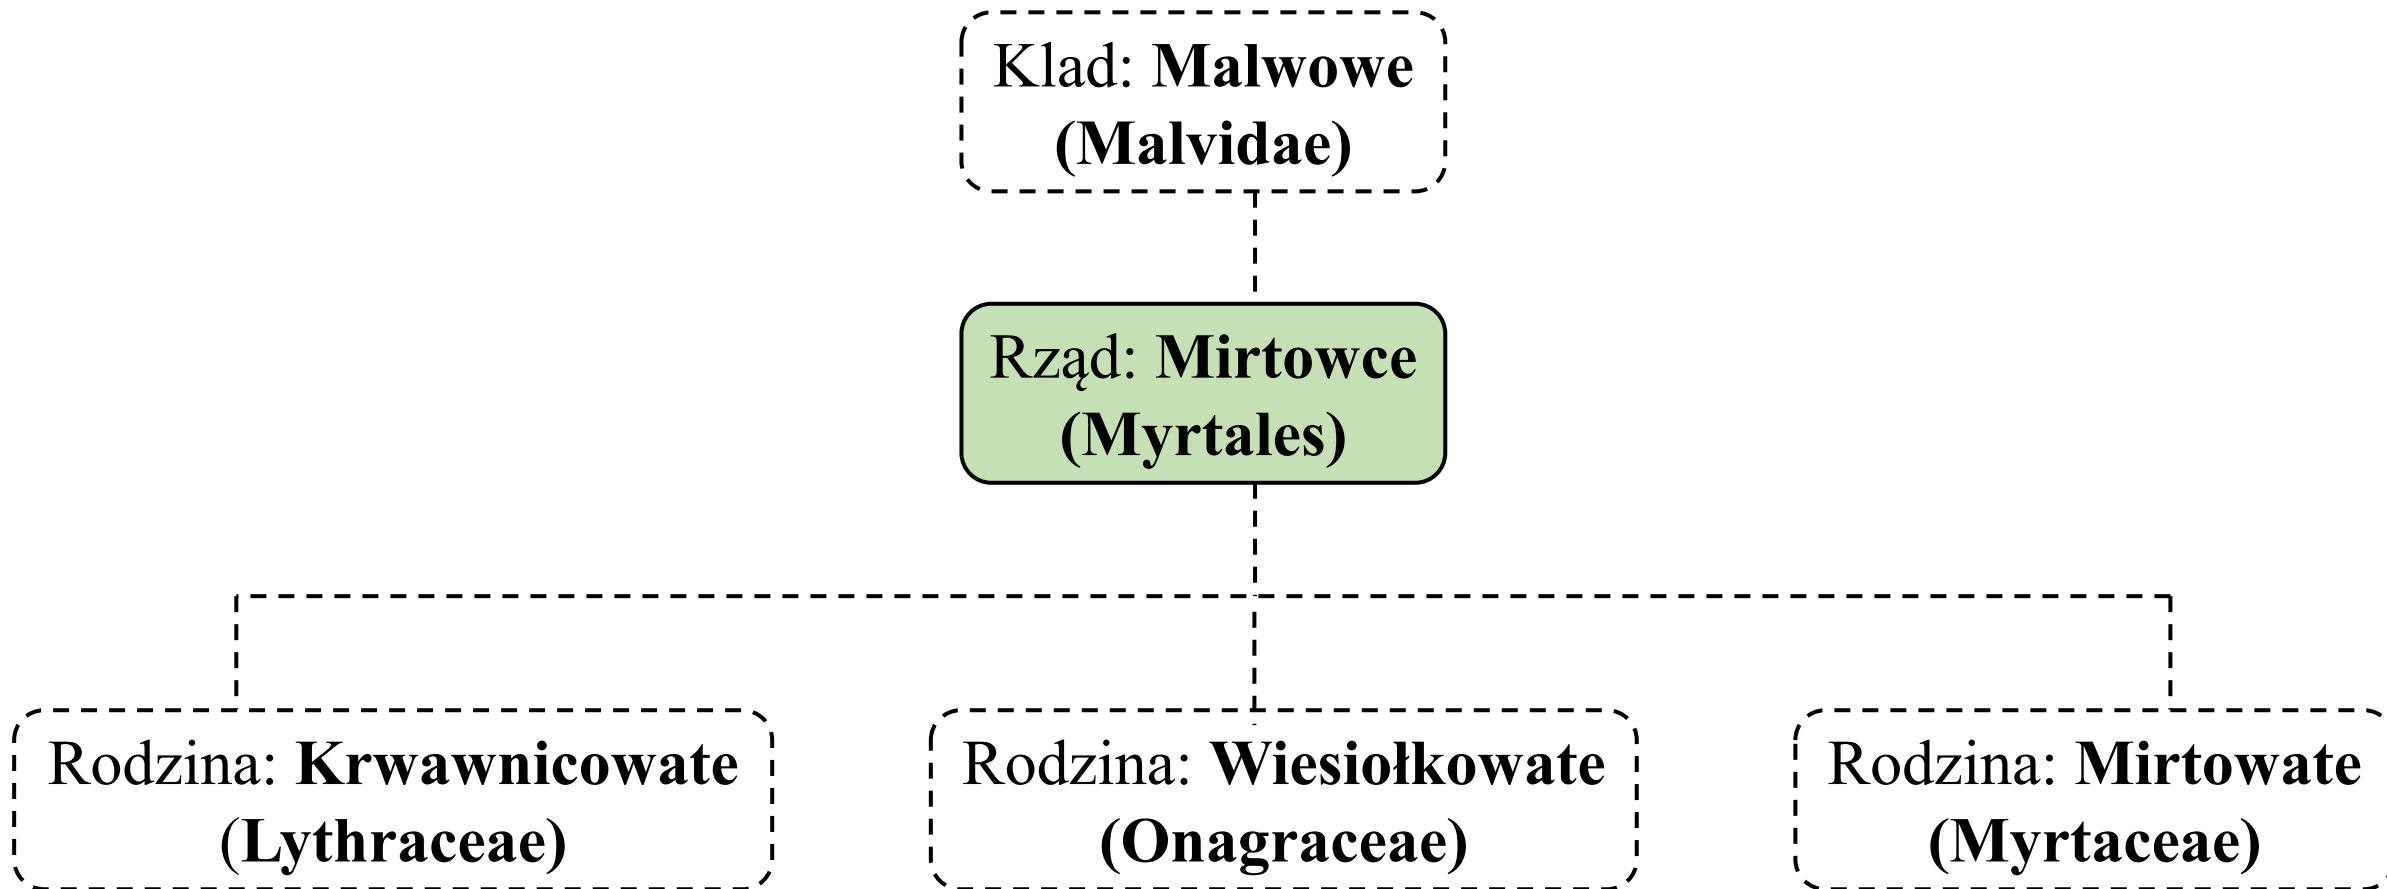 Klad: Malwowe
(Malvidae)
Rząd: Mirtowce
(Myrtales)
Rodzina: Krwawnicowate
(Lythraceae)
Rodzina: Wiesiołkowate
(Onagraceae)
Rodzina: Mirtowate
(Myrtaceae)